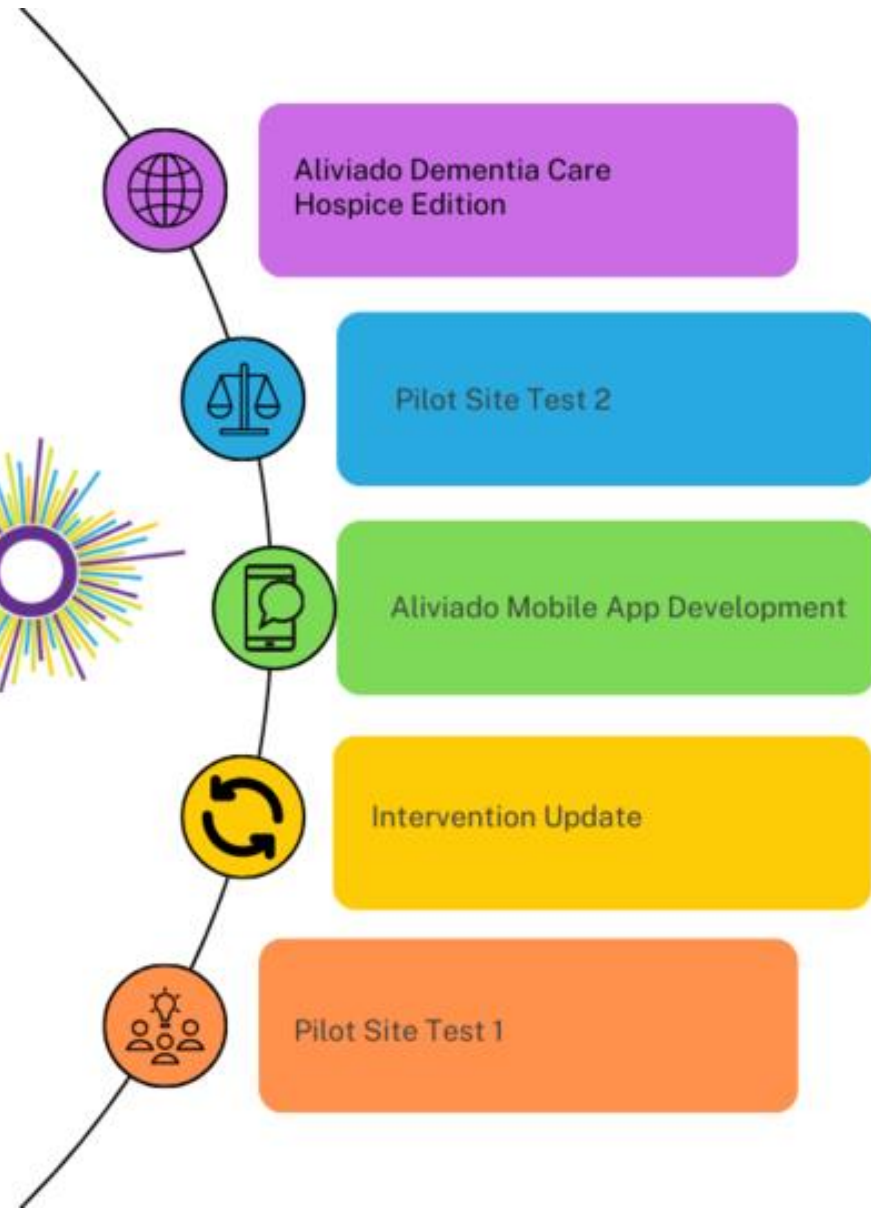 Aliviado Dementia Care
Hospice Edition
Pilot Site Test 2
Aliviado Mobile App Development
Intervention Update
Pilot Site Test 1